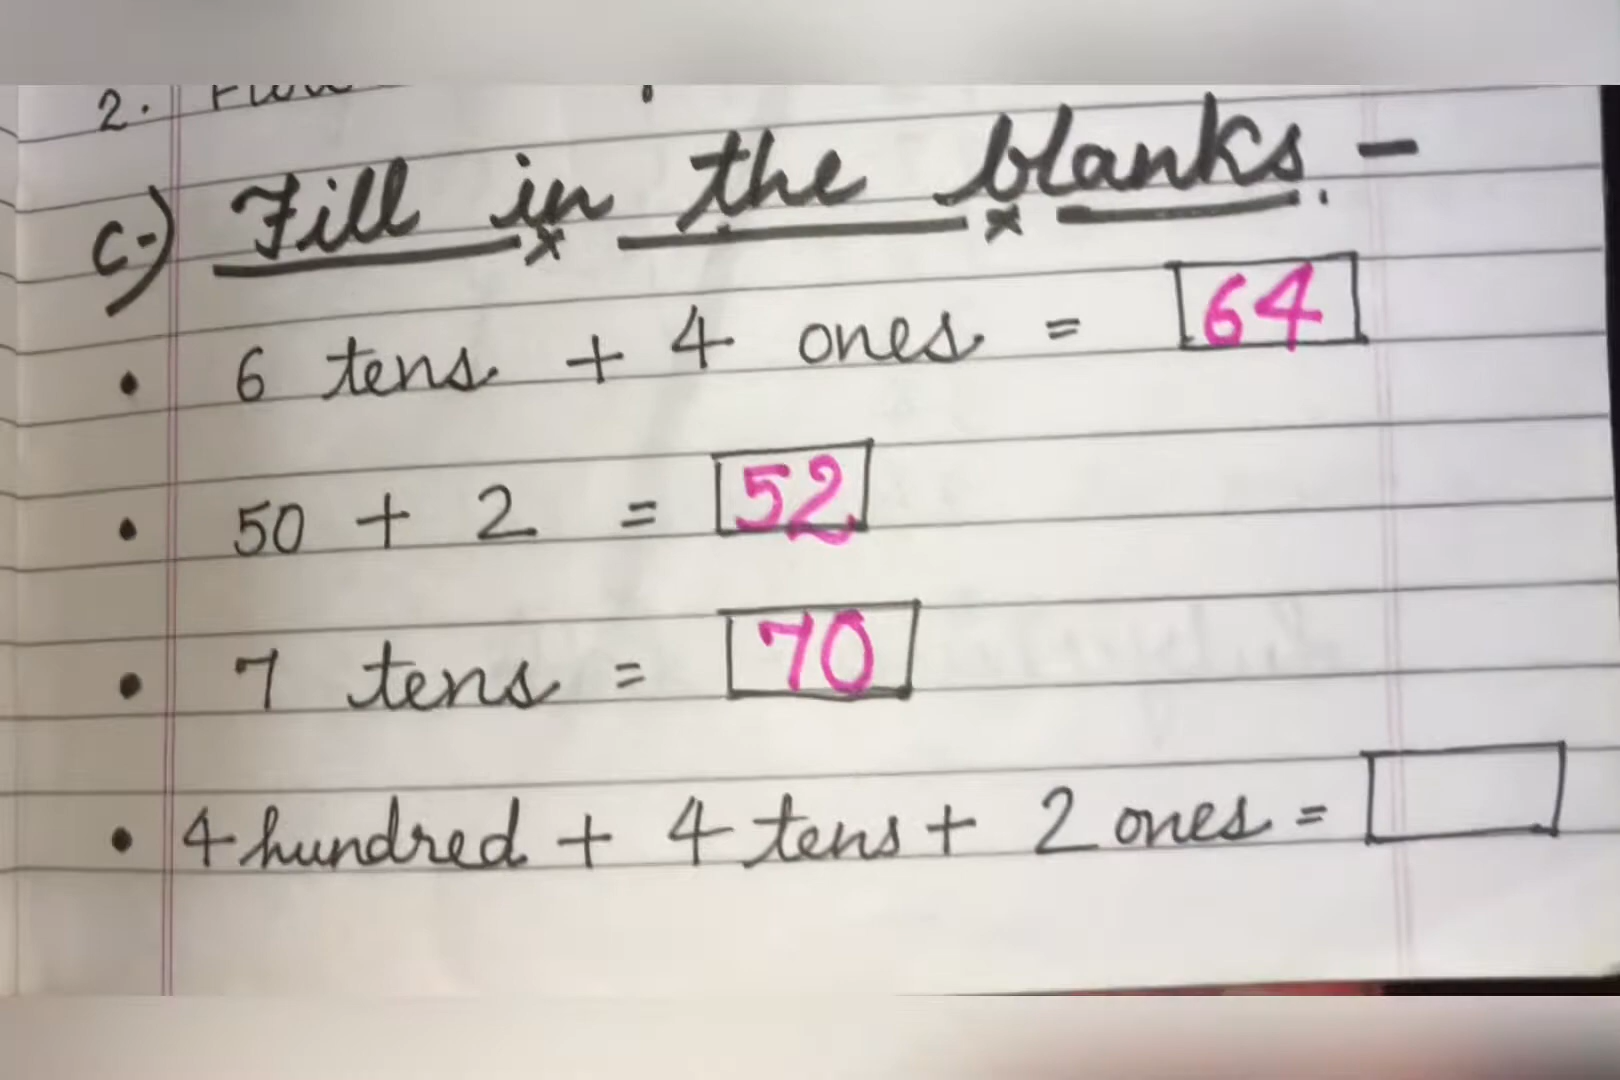 2.
c-) Fill in the blanks. -
• 6 tens + 4 ones = 64
• 50 + 2 = 52
• 7 tens = 70
• 4 hundred + 4 tens + 2 ones =